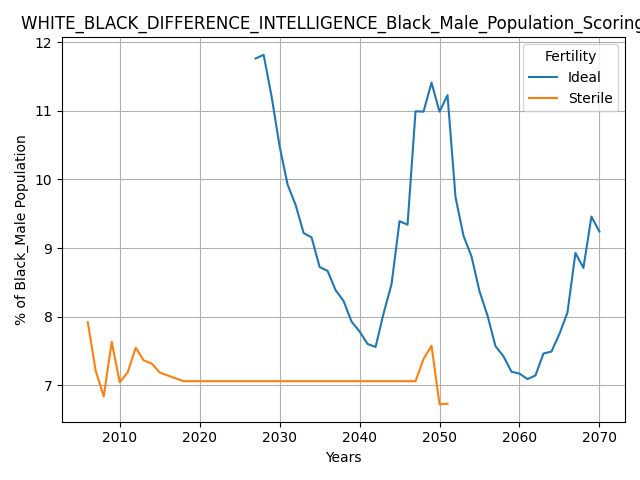 WHITE_BLACK_DIFFERENCE_INTELLIGENCE_Black_Male_Population_Scoring
12
11
10
9
8
7
% of Black_Male Population
Fertility
Ideal
Sterile
2010 2020 2030 2040 2050 2060 2070
Years